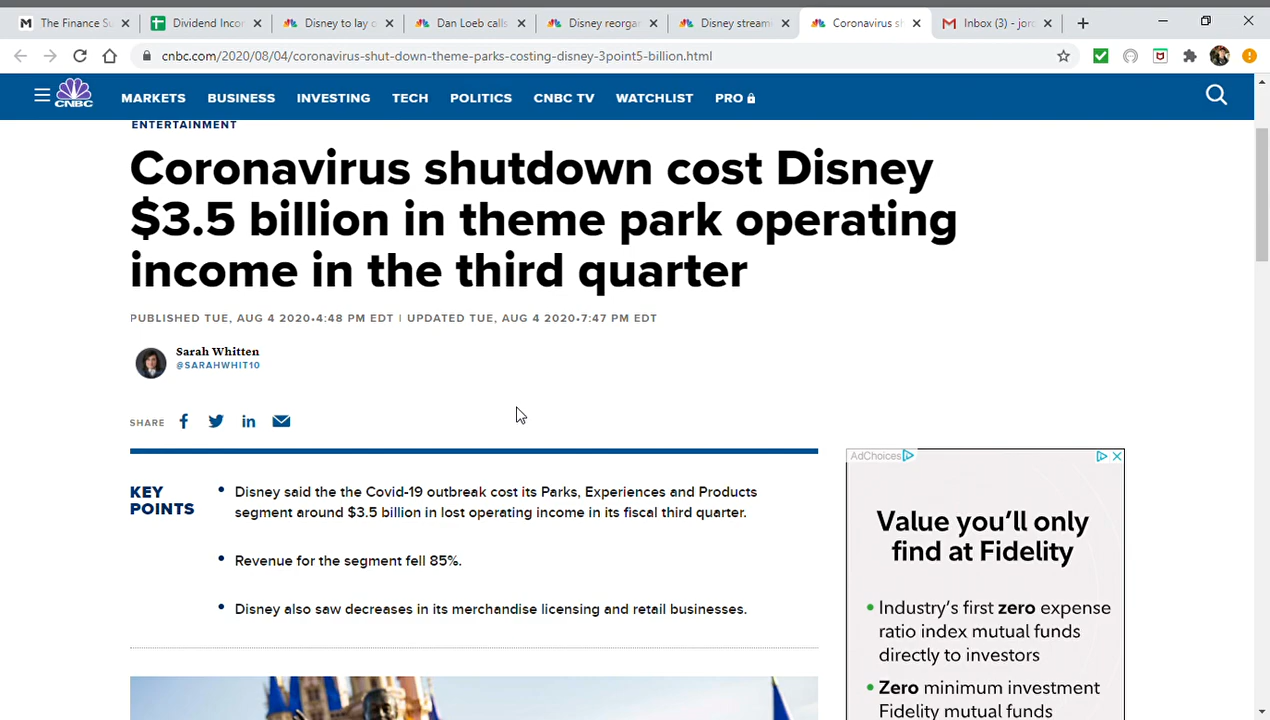 The Finance Su
Dividend Incor
Disney to lay o
Dan Loeb calls
Disney reorga
Disney stream
Coronavirus sh
Inbox (3) - jor
cnbc.com/2020/08/04/coronavirus-shut-down-theme-parks-costing-disney-3point5-billion.html
CNBC
MARKETS BUSINESS INVESTING TECH POLITICS CNBC TV WATCHLIST PRO
ENTERTAINMENT
Coronavirus shutdown cost Disney
$3.5 billion in theme park operating
income in the third quarter
PUBLISHED TUE, AUG 4 2020•4:48 PM EDT | UPDATED TUE, AUG 4 2020•7:47 PM EDT
Sarah Whitten
@SARAHWHIT10
SHARE
KEY
POINTS
• Disney said the the Covid-19 outbreak cost its Parks, Experiences and Products
segment around $3.5 billion in lost operating income in its fiscal third quarter.
• Revenue for the segment fell 85%.
• Disney also saw decreases in its merchandise licensing and retail businesses.
AdChoices
Value you'll only
find at Fidelity
• Industry's first zero expense
ratio index mutual funds
directly to investors
• Zero minimum investment
Fidelity mutual funds